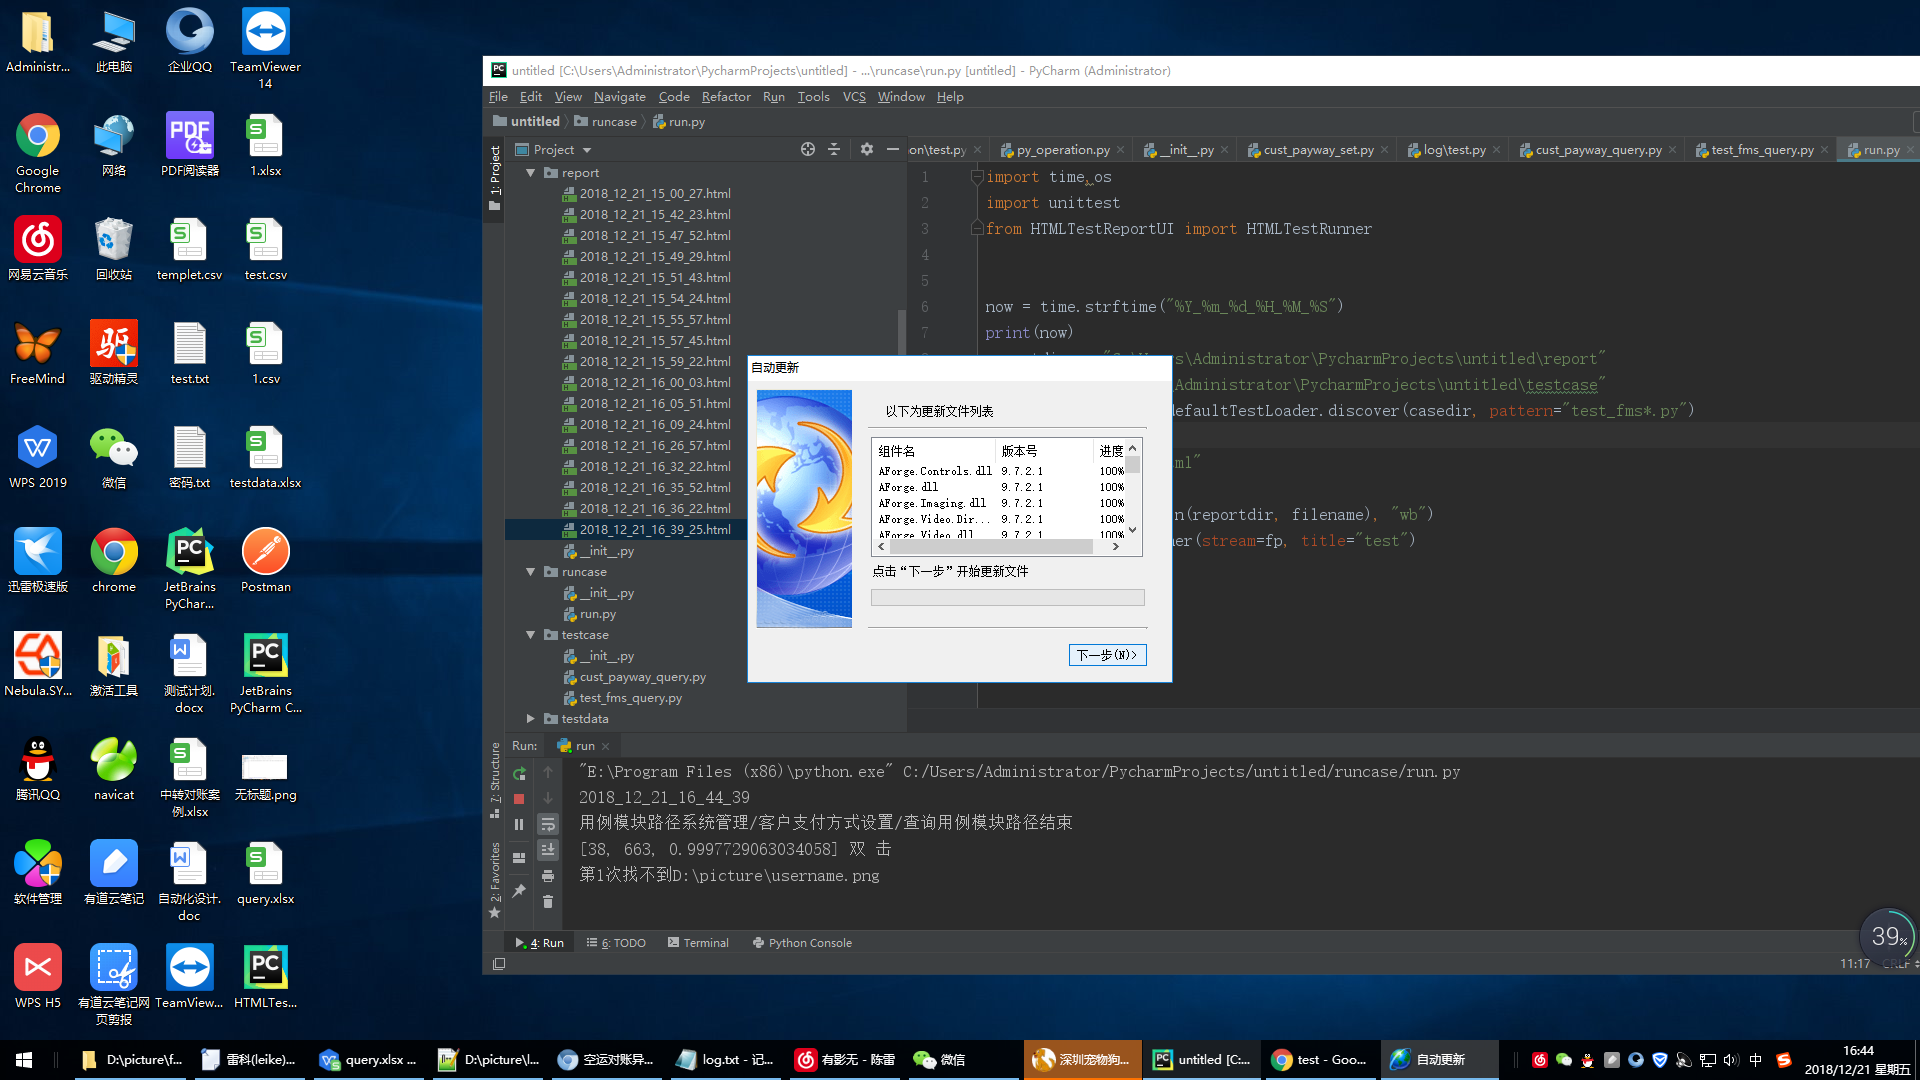 Administr...
此电脑
企业QQ
TeamViewer
14
Google
Chrome
网络
PDF阅读器
1.xlsx
网易云音乐
回收站
templet.csv
test.csv
FreeMind
驱动精灵
test.txt
1.csv
WPS 2019
微信
密码.txt
testdata.xlsx
迅雷极速版
chrome
JetBrains
PyChar...
Postman
Nebula.SY...
激活工具
测试计划.
docx
JetBrains
PyCharm C...
腾讯QQ
navicat
中转对账案
例.xlsx
无标题.png
软件管理
有道云笔记
自动化设计.
doc
query.xlsx
WPS H5
有道云笔记网
页剪报
TeamView...
HTMLTes...
untitled [C:\Users\Administrator\PycharmProjects\untitled] - ...\runcase\run.py [untitled] - PyCharm (Administrator)
File Edit View Navigate Code Refactor Run Tools VCS Window Help
untitled runcase run.py
1: Project
Project
on\test.py py_operation.py __init__.py cust_payway_set.py log\test.py cust_payway_query.py test_fms_query.py run.py
report
2018_12_21_15_00_27.html
2018_12_21_15_42_23.html
2018_12_21_15_47_52.html
2018_12_21_15_49_29.html
2018_12_21_15_51_43.html
2018_12_21_15_54_24.html
2018_12_21_15_55_57.html
2018_12_21_15_57_45.html
2018_12_21_15_59_22.html
2018_12_21_16_00_03.html
2018_12_21_16_05_51.html
2018_12_21_16_09_24.html
2018_12_21_16_26_57.html
2018_12_21_16_32_22.html
2018_12_21_16_35_52.html
2018_12_21_16_36_22.html
2018_12_21_16_39_25.html
__init__.py
runcase
__init__.py
run.py
testcase
__init__.py
cust_payway_query.py
test_fms_query.py
testdata
1 import time,os
2 import unittest
3 from HTMLTestReportUI import HTMLTestRunner
4
5
6 now = time.strftime("%Y_%m_%d_%H_%M_%S")
7 print(now)
\Administrator\PycharmProjects\untitled\report"
Administrator\PycharmProjects\untitled\testcase"
defaultTestLoader.discover(casedir, pattern="test_fms*.py")
ml"
n(reportdir, filename), "wb")
ner(stream=fp, title="test")
自动更新
以下为更新文件列表
组件名 版本号 进度
AForge.Controls.dll 9.7.2.1 100%
AForge.dll 9.7.2.1 100%
AForge.Imaging.dll 9.7.2.1 100%
AForge.Video.Dir... 9.7.2.1 100%
AForge.Video.dll 9.7.2.1 100%
点击“下一步”开始更新文件
下一步(N)>
Run: run
7: Structure
2: Favorites
"E:\Program Files (x86)\python.exe" C:/Users/Administrator/PycharmProjects/untitled/runcase/run.py
2018_12_21_16_44_39
用例模块路径系统管理/客户支付方式设置/查询用例模块路径结束
[38, 663, 0.9997729063034058] 双 击
第1次找不到D:\picture\username.png
4: Run 6: TODO Terminal Python Console
39%
11:17 CRLF
D:\picture\f...
雷科(leike)...
query.xlsx ...
D:\picture\l...
空运对账异...
log.txt - 记...
有影无 - 陈雷
微信
深圳宠物狗...
untitled [C:...
test - Goo...
自动更新
中
16:44
2018/12/21 星期五